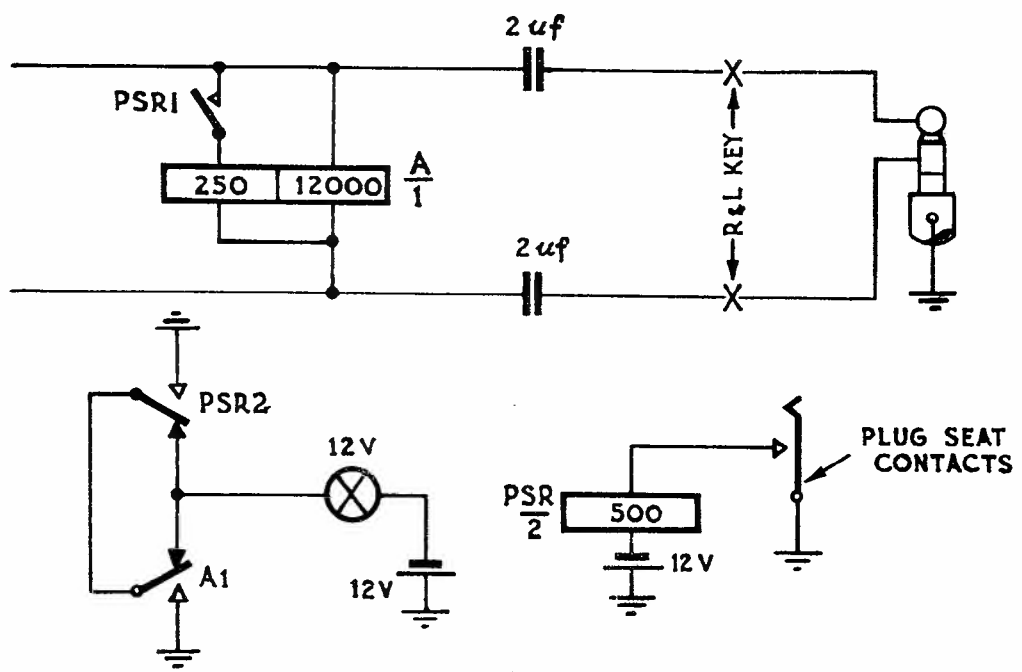 2 uf
PSR1
250
12000
A
1
R & L KEY
2 uf
PSR2
12 V
PLUG SEAT
CONTACTS
PSR
2
500
12 V
A1
12V